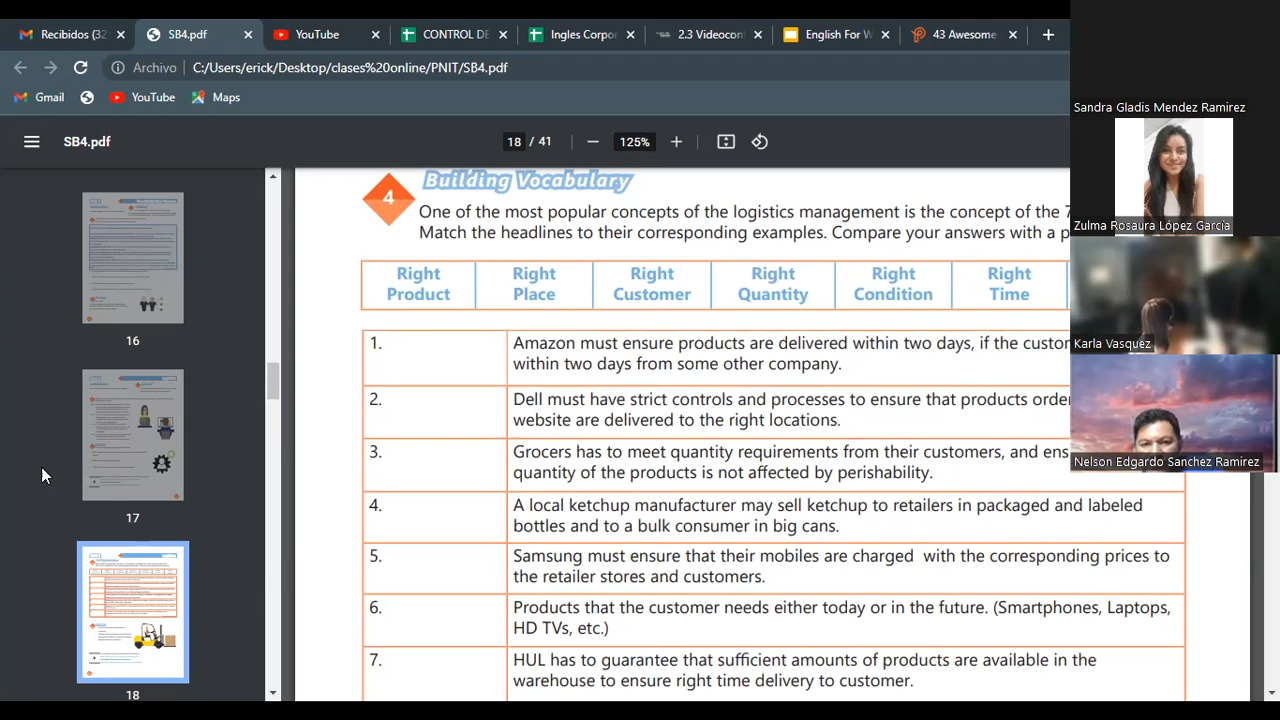 Recibidos (32
SB4.pdf
YouTube
CONTROL DE
Ingles Corpor
2.3 Videocon
English For W
43 Awesome
Archivo
C:/Users/erick/Desktop/clases%20online/PNIT/SB4.pdf
Gmail
YouTube
Maps
SB4.pdf
18 / 41
125%
16
17
18
4
Building Vocabulary
One of the most popular concepts of the logistics management is the concept of the 7
Match the headlines to their corresponding examples. Compare your answers with a p
Right Product
Right Place
Right Customer
Right Quantity
Right Condition
Right Time
1. Amazon must ensure products are delivered within two days, if the custo
within two days from some other company.
2. Dell must have strict controls and processes to ensure that products orde
website are delivered to the right locations.
3. Grocers has to meet quantity requirements from their customers, and ens
quantity of the products is not affected by perishability.
4. A local ketchup manufacturer may sell ketchup to retailers in packaged and labeled
bottles and to a bulk consumer in big cans.
5. Samsung must ensure that their mobiles are charged with the corresponding prices to
the retailer stores and customers.
6. Products that the customer needs either today or in the future. (Smartphones, Laptops,
HD TVs, etc.)
7. HUL has to guarantee that sufficient amounts of products are available in the
warehouse to ensure right time delivery to customer.
Sandra Gladis Mendez Ramirez
Zulma Rosaura López García
Karla Vasquez
Nelson Edgardo Sanchez Ramirez